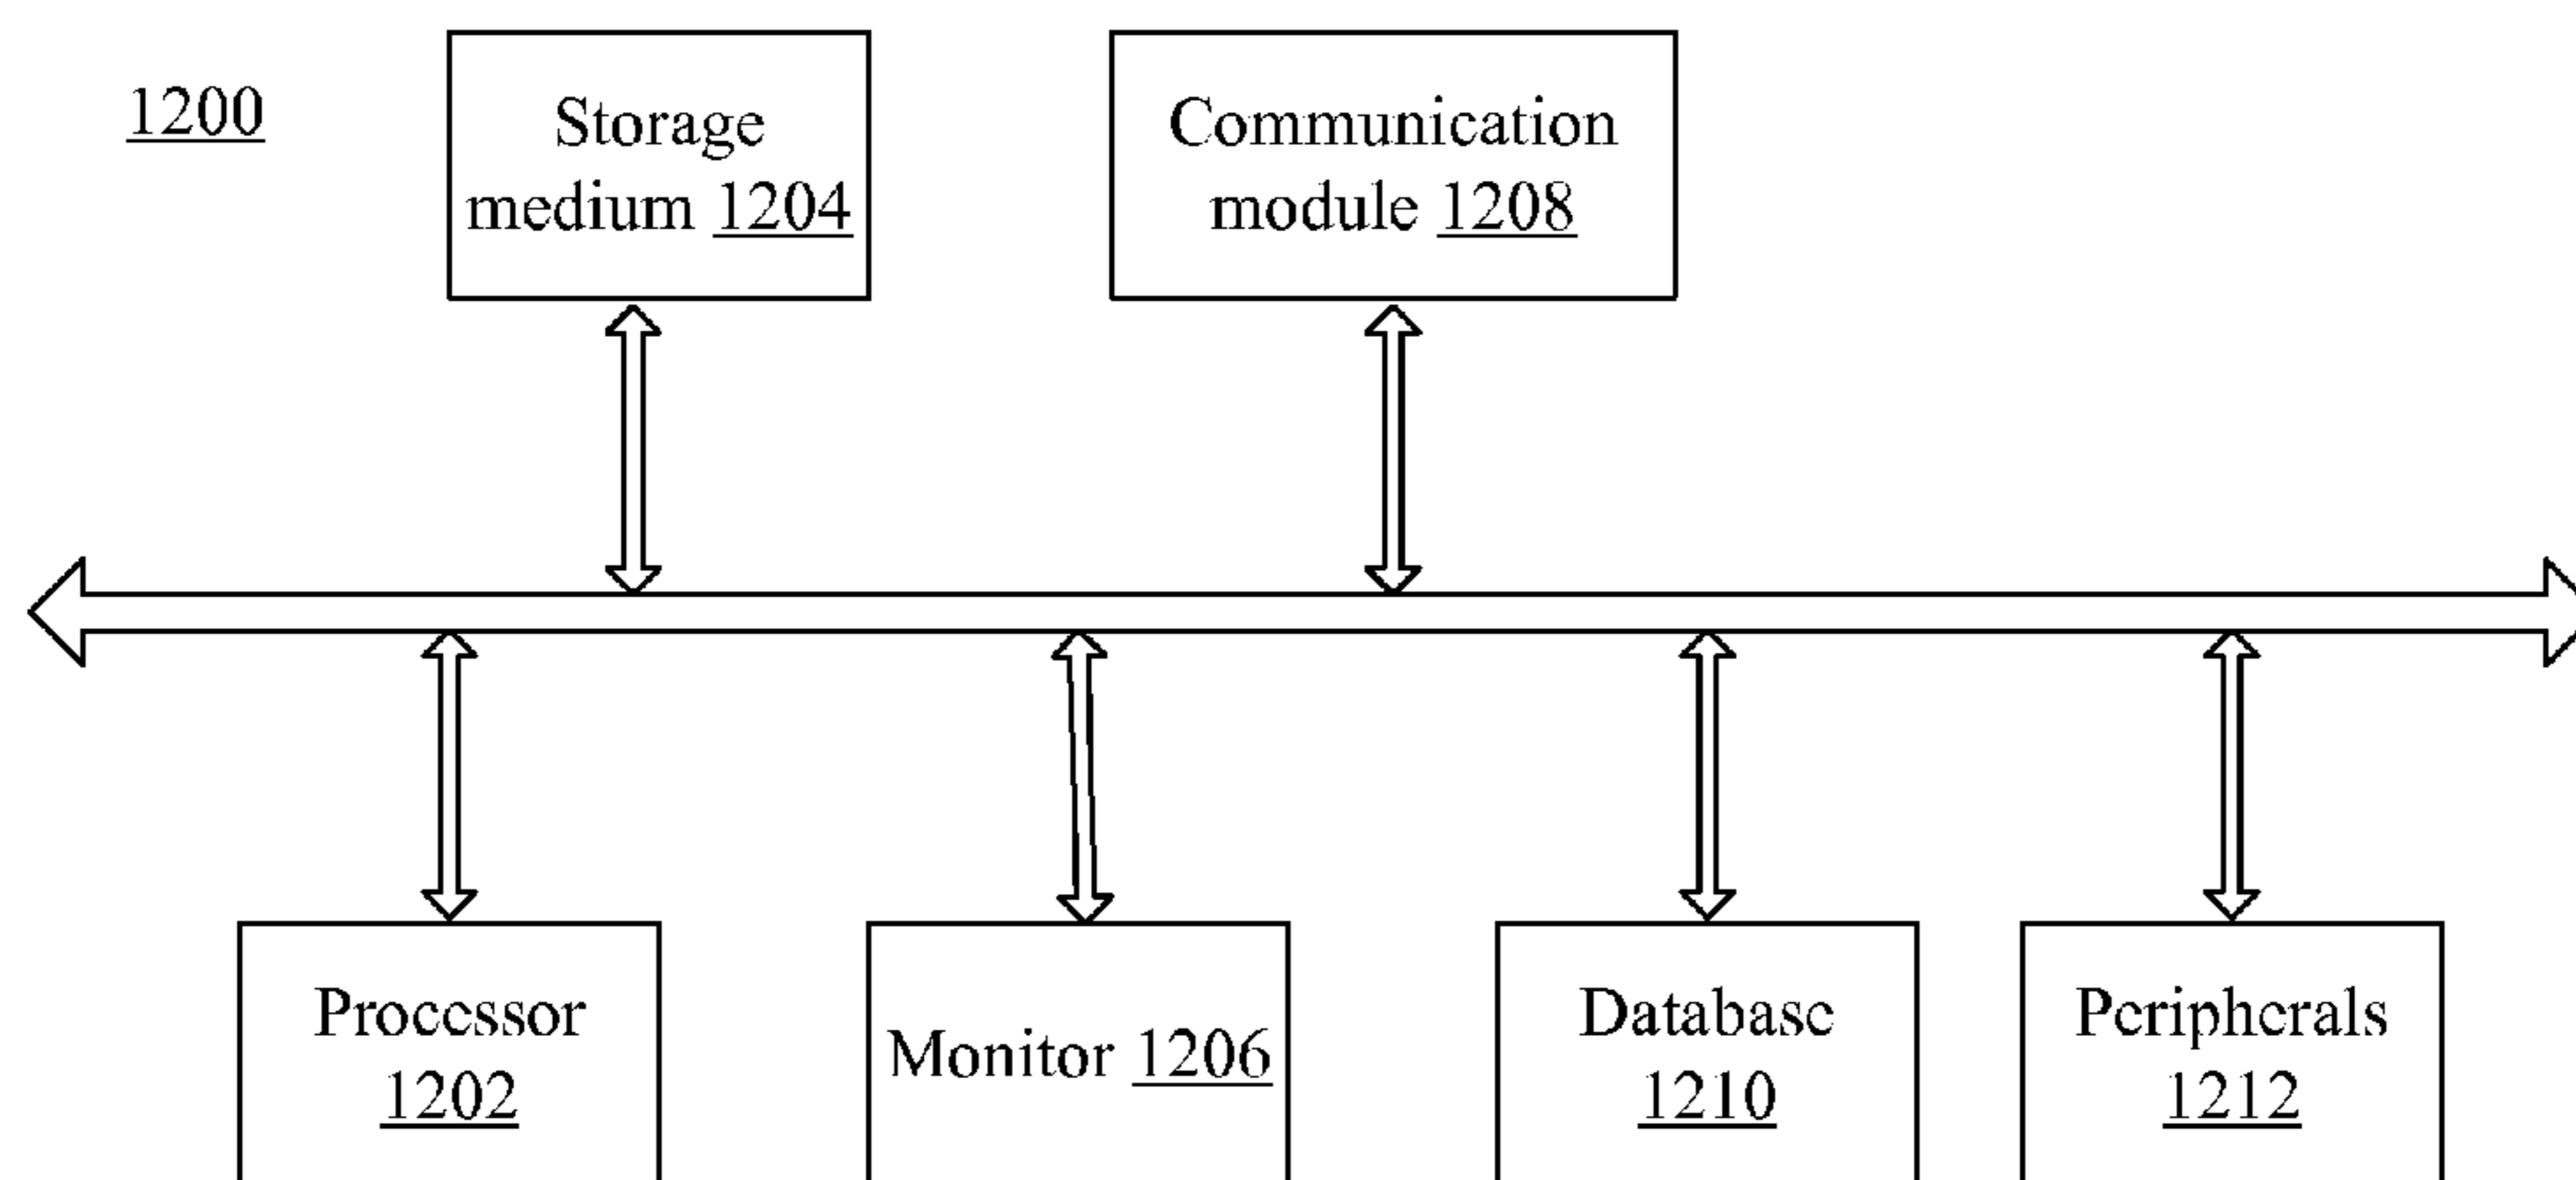 1200
Storage
medium 1204
Communication
module 1208
Processor
1202
Monitor 1206
Database
1210
Peripherals
1212